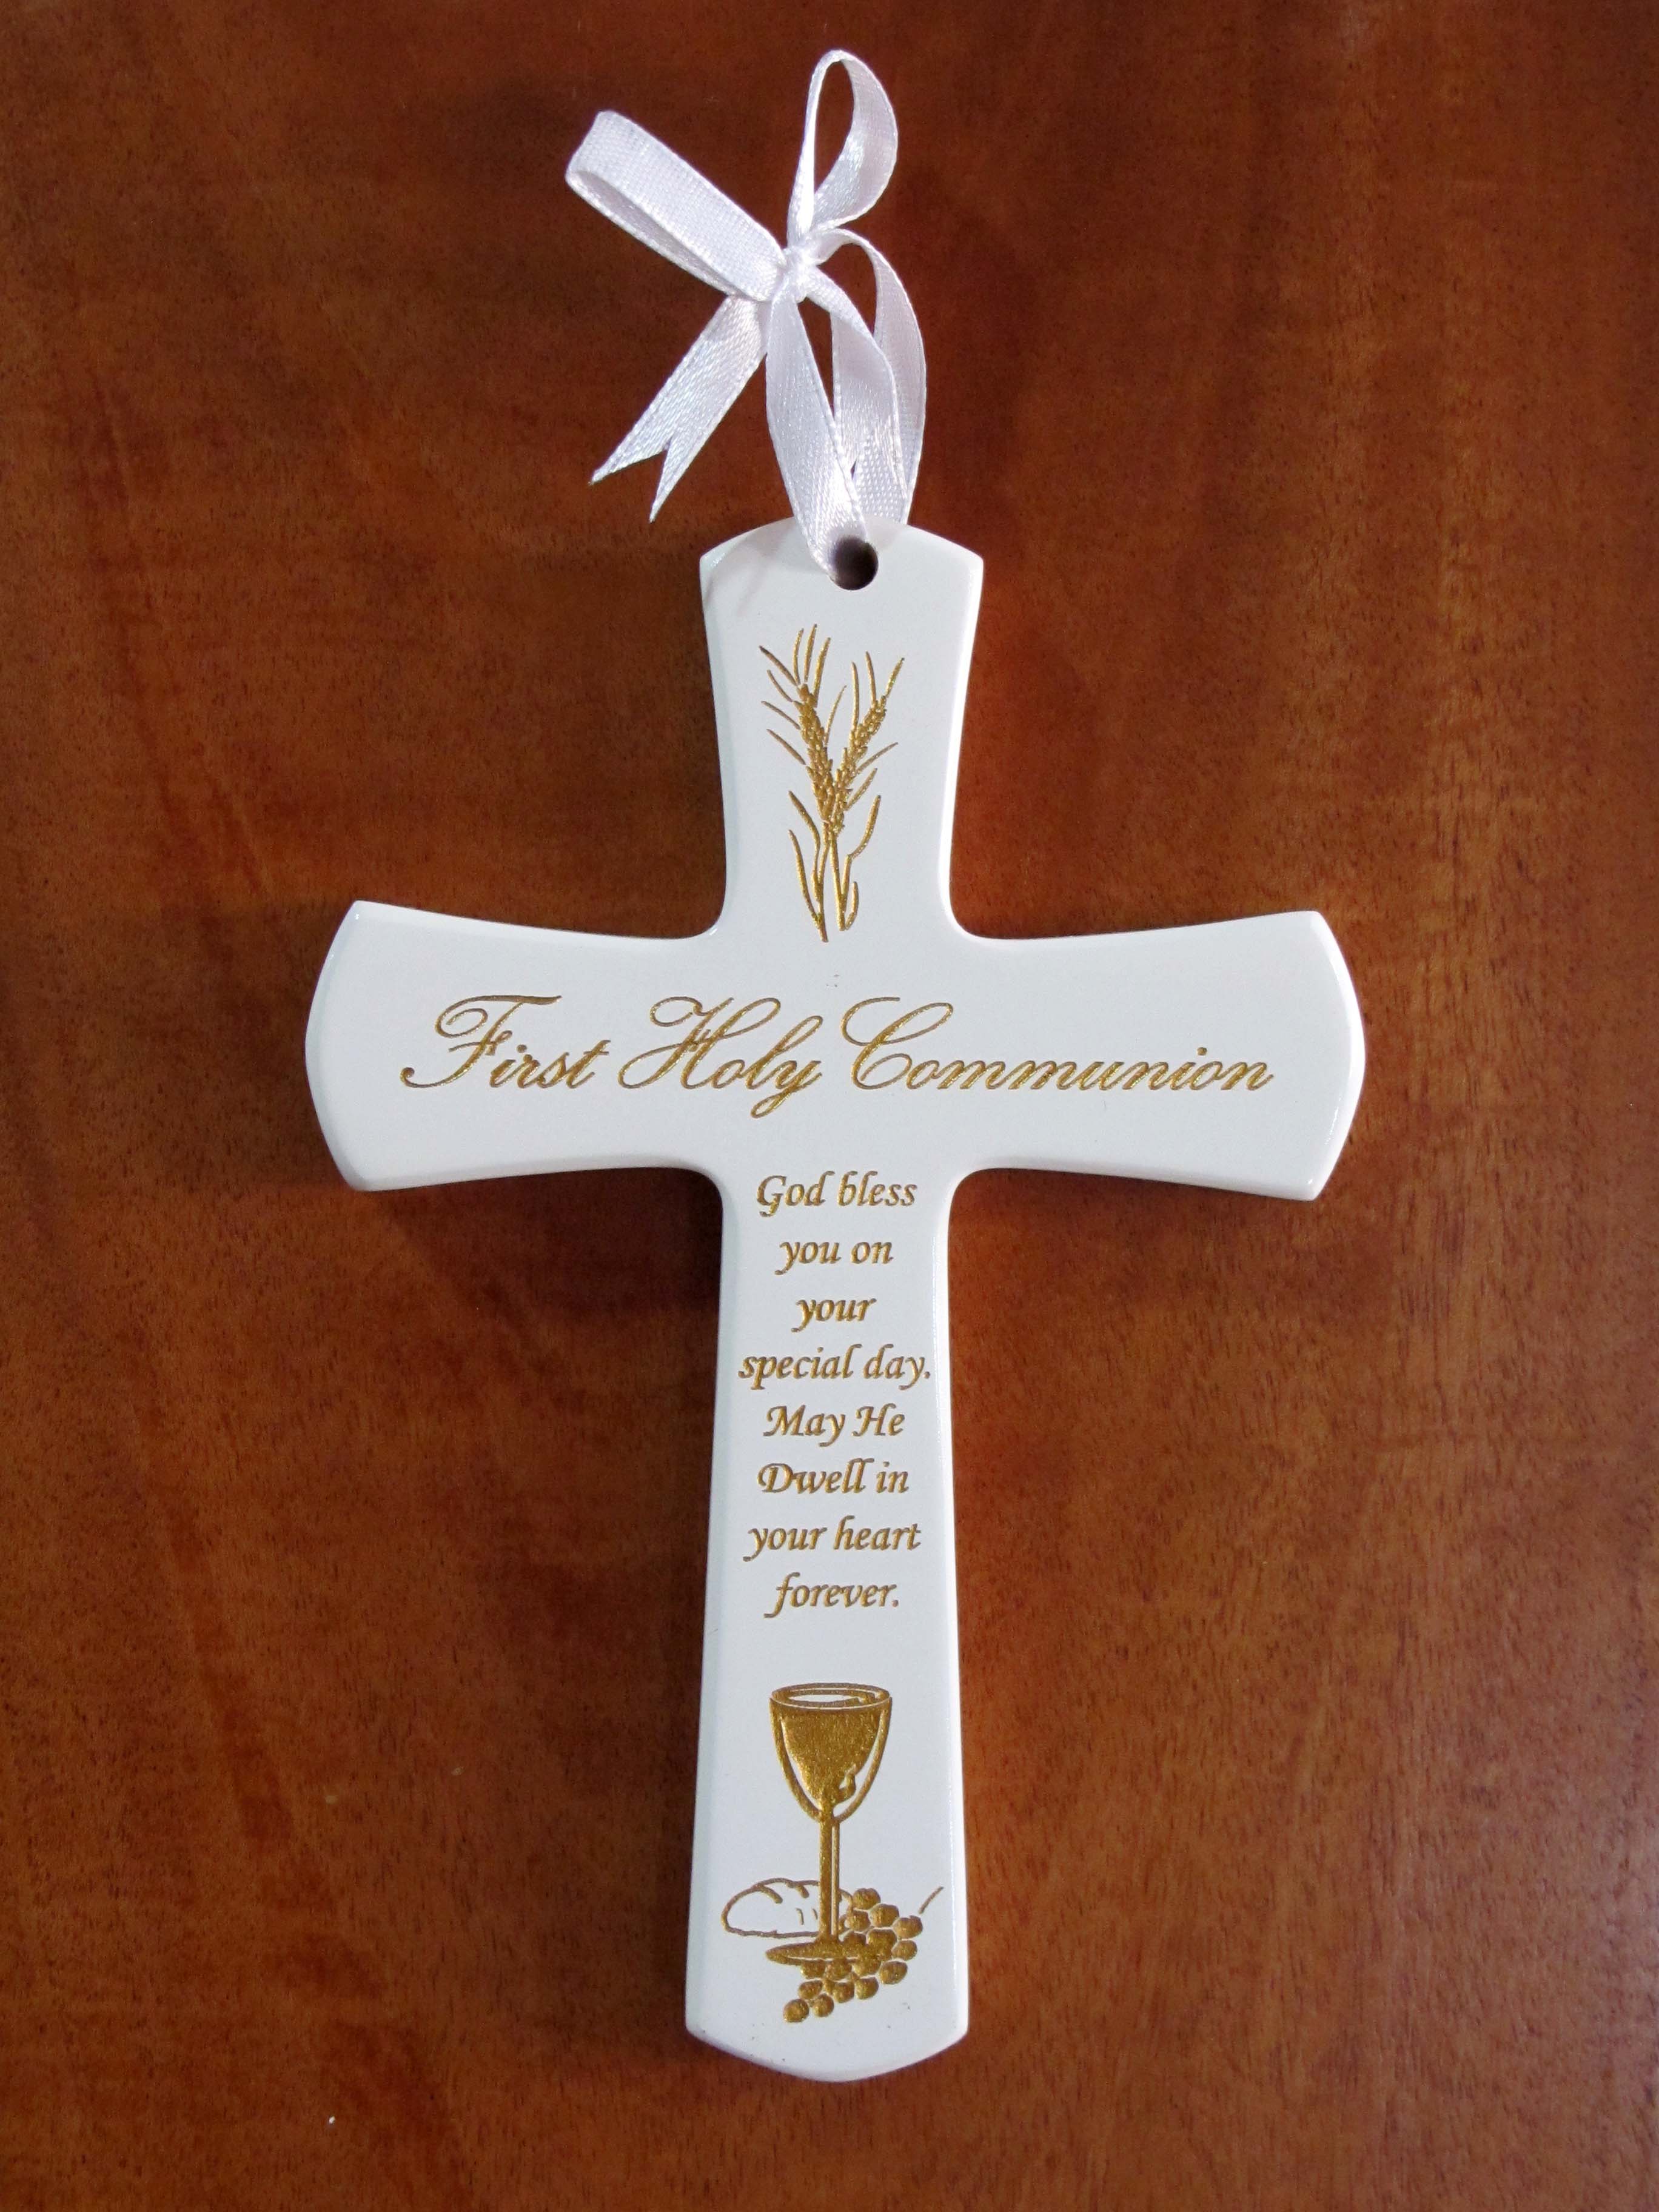 First Holy Communion
God bless
you on
your
special day.
May He
Dwell in
your heart
forever.